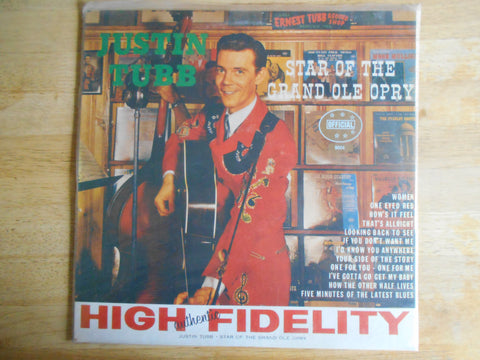 ERNEST TUBB RECORD
SHOP
JUSTIN
TUBB
STAR OF THE
GRAND OLE OPRY
OFFICIAL
WOMEN
ONE EYED RED
HOW'S IT FEEL
THAT'S ALLRIGHT
LOOKING BACK TO SEE
IF YOU DON'T WANT ME
I'D KNOW YOU ANYWHERE
YOUR SIDE OF THE STORY
ONE FOR YOU - ONE FOR ME
I'VE GOTTA GO GET MY BABY
HOW THE OTHER HALF LIVES
FIVE MINUTES OF THE LATEST BLUES
HIGH authentic FIDELITY
JUSTIN TUBB - STAR OF THE GRAND OLE OPRY